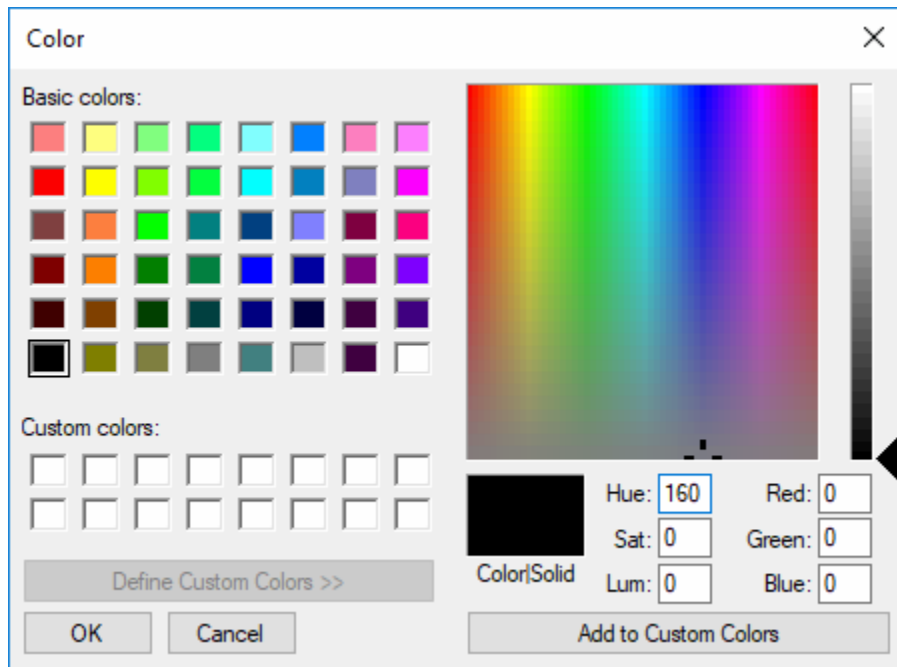 Color
Basic colors:
Custom colors:
Define Custom Colors >>
OK Cancel
Hue: 160 Red: 0
Sat: 0 Green: 0
Color|Solid
Lum: 0 Blue: 0
Add to Custom Colors